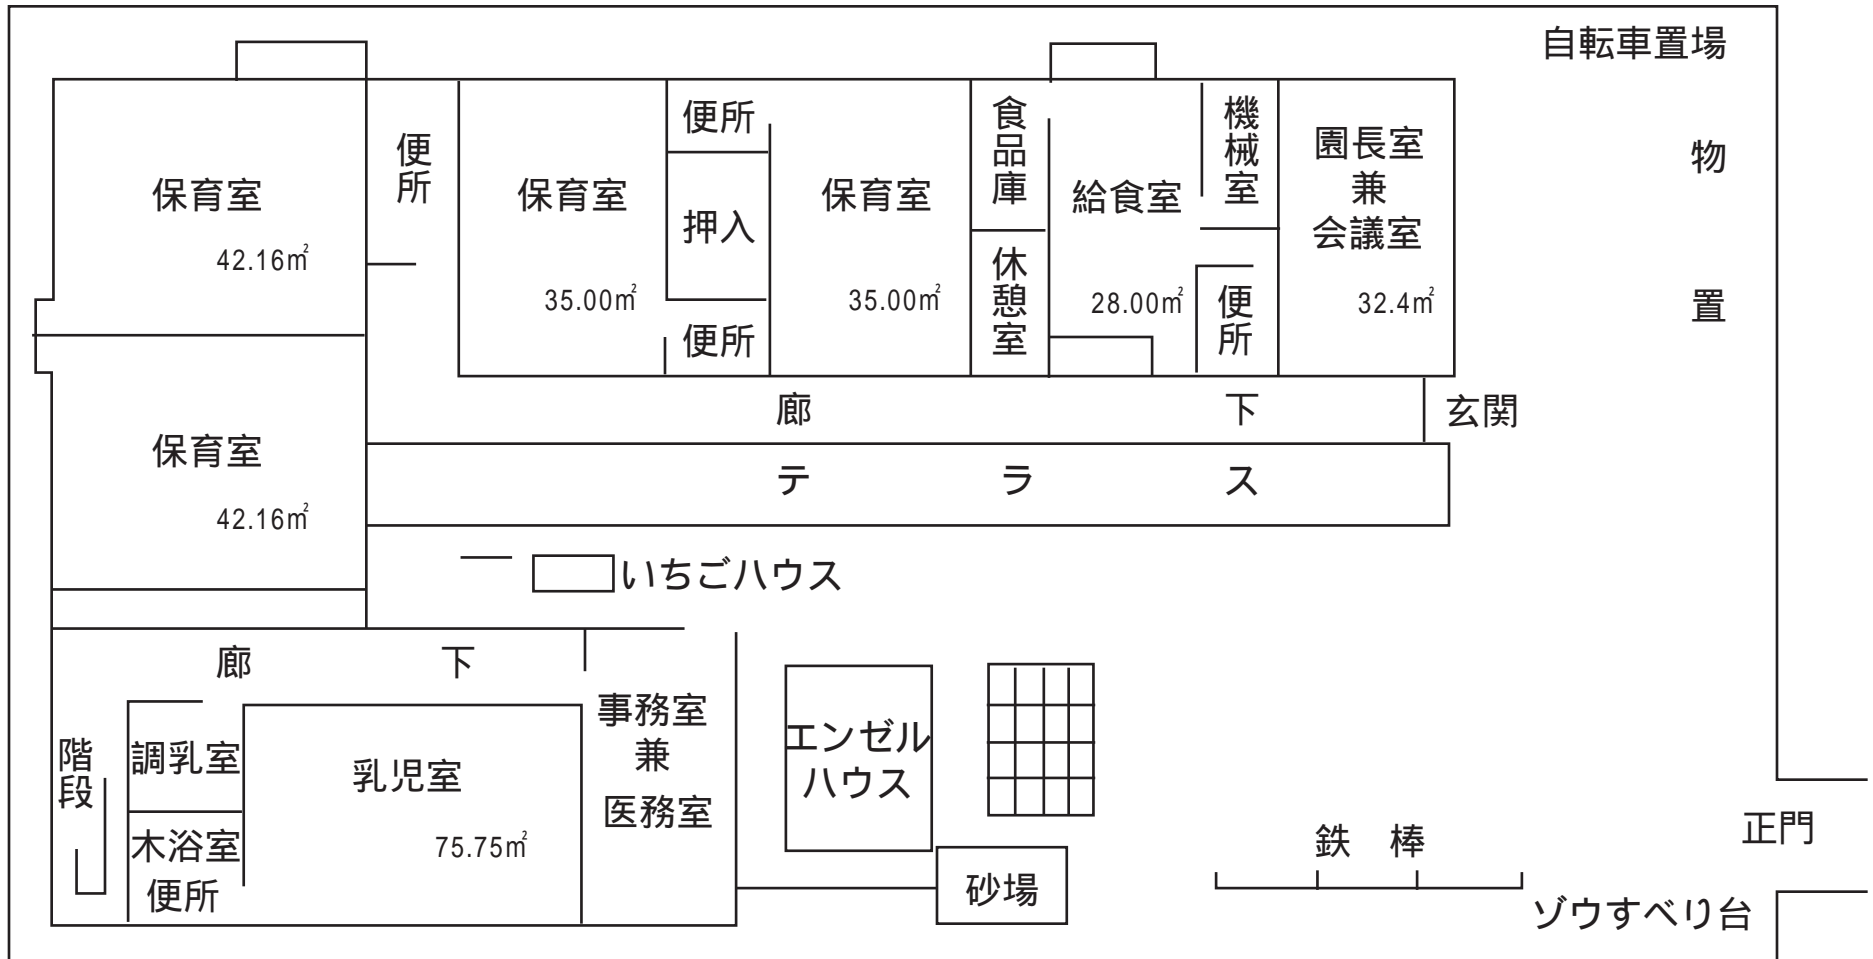 自転車置場
物置
保育室
42.16㎡
便所
保育室
35.00㎡
便所
押入
便所
保育室
35.00㎡
食品庫
休憩室
給食室
28.00㎡
機械室
便所
園長室
兼
会議室
32.4㎡
廊下
玄関
テラス
保育室
42.16㎡
いちごハウス
廊下
階段
調乳室
木浴室
便所
乳児室
75.75㎡
事務室
兼
医務室
エンゼル
ハウス
砂場
鉄棒
正門
ゾウすべり台